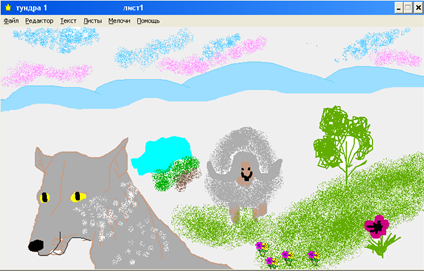 тундра 1 лист1
Файл Редактор Текст Листы Мелочи Помощь